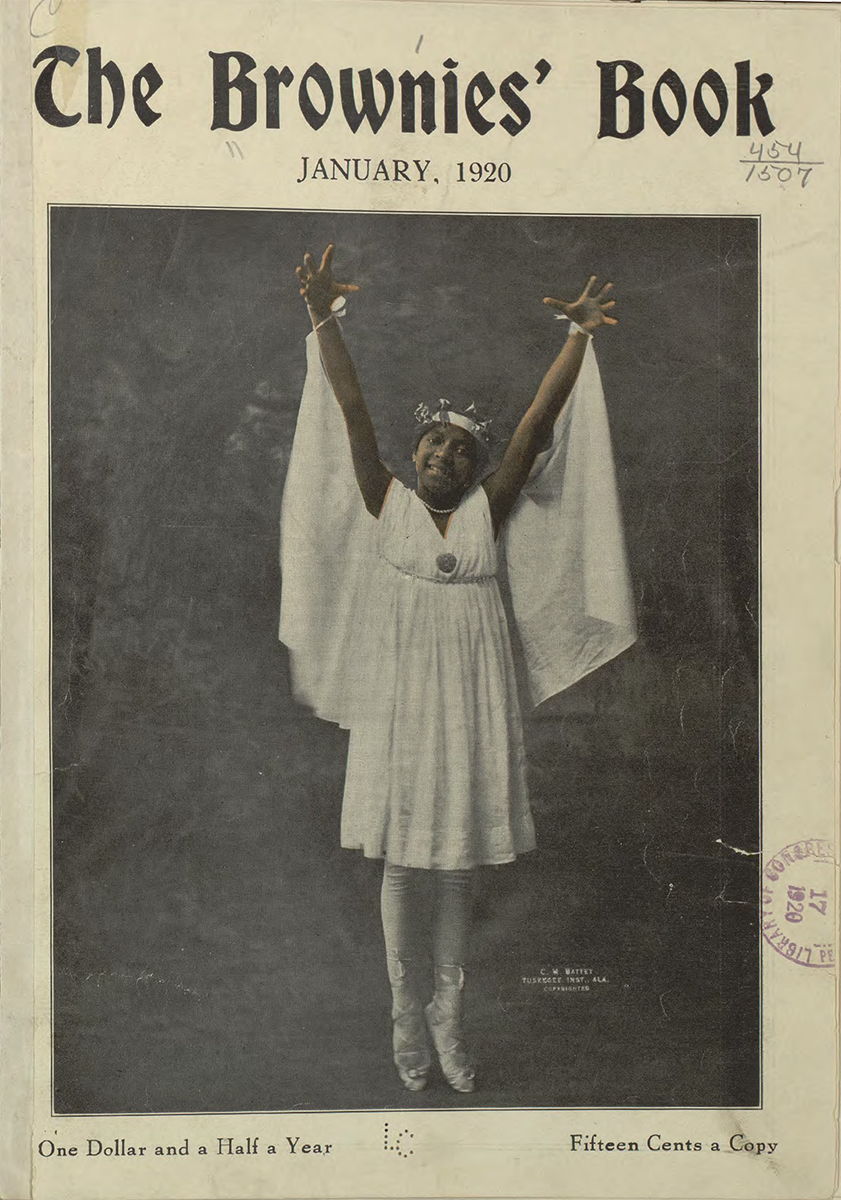 The Brownies' Book
JANUARY, 1920
454
1507
C. M. BATTEY
TUSKEGEE INST., ALA.
COPYRIGHTED
LIBRARY OF CONGRESS
17
1920
One Dollar and a Half a Year
LC
Fifteen Cents a Copy